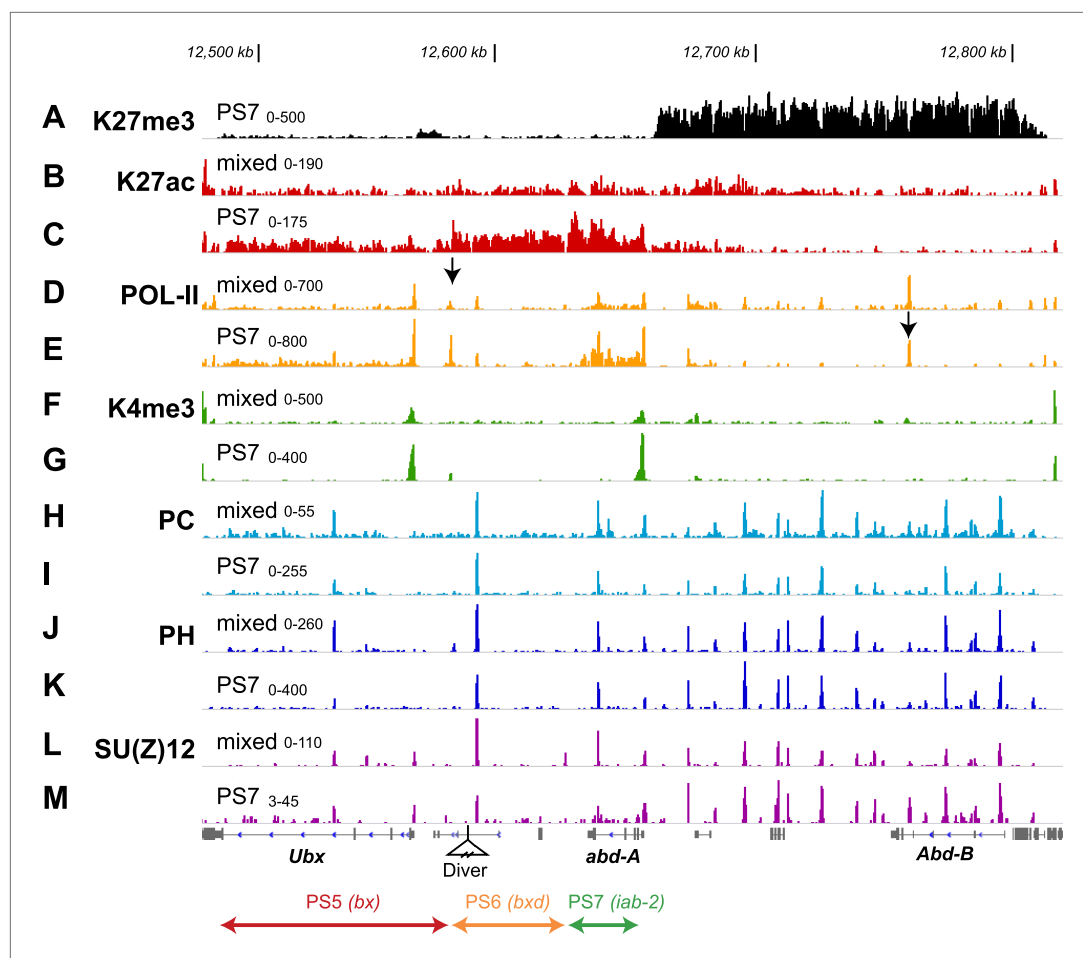 12,500 kb 12,600 kb 12,700 kb 12,800 kb
A K27me3 PS7 0-500
B K27ac mixed 0-190
C PS7 0-175
D POL-II mixed 0-700
E PS7 0-800
F K4me3 mixed 0-500
G PS7 0-400
H PC mixed 0-55
I PS7 0-255
J PH mixed 0-260
K PS7 0-400
L SU(Z)12 mixed 0-110
M PS7 3-45
Ubx abd-A Abd-B
Diver
PS5 (bx) PS6 (bxd) PS7 (iab-2)